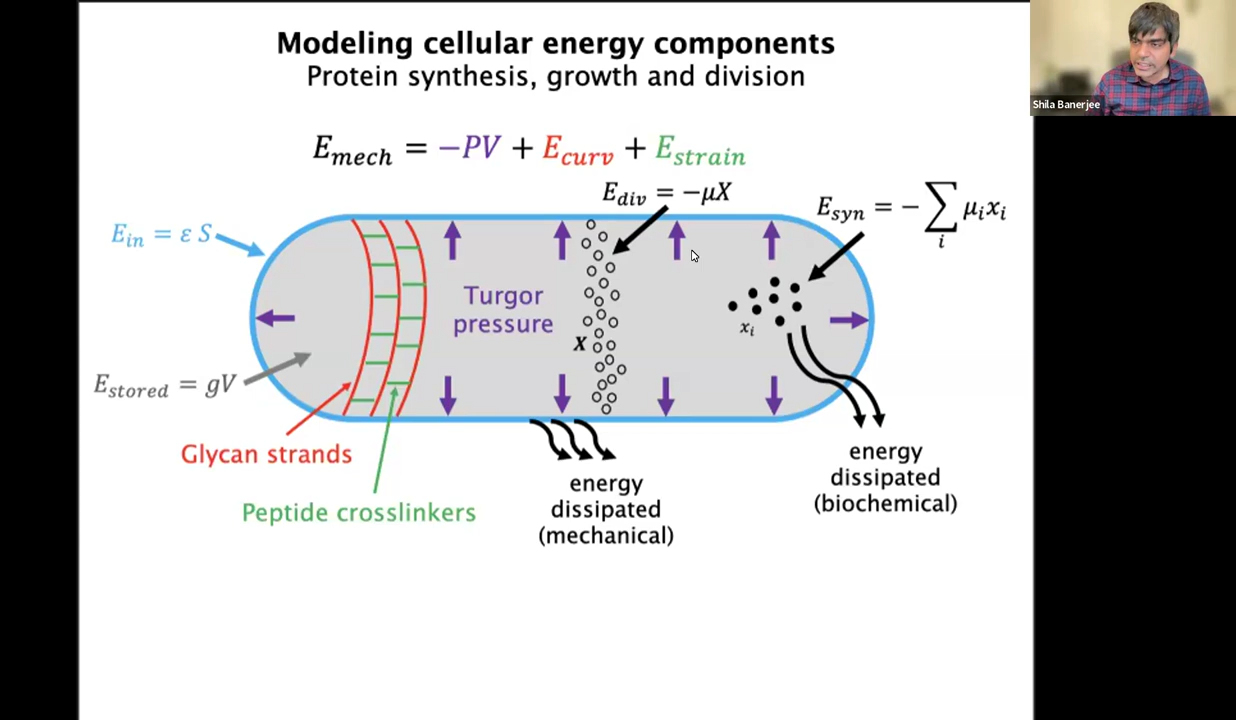 Modeling cellular energy components
Protein synthesis, growth and division
E_mech = −PV + E_curv + E_strain
E_div = −μX
E_syn = − ∑_i μ_i x_i
E_in = ε S
Turgor
pressure
x_i
X
E_stored = gV
Glycan strands
Peptide crosslinkers
energy
dissipated
(mechanical)
energy
dissipated
(biochemical)
Shila Banerjee